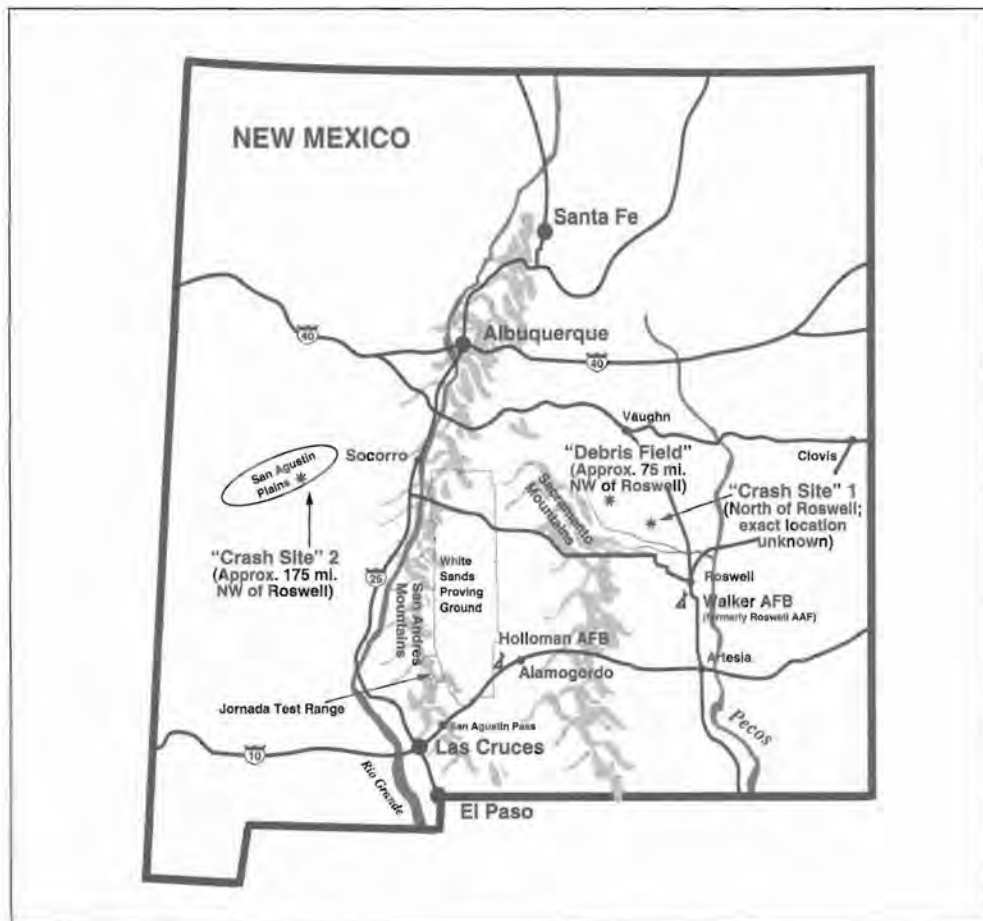 NEW MEXICO
Santa Fe
Albuquerque
40
40
Vaughn
Clovis
"Debris Field"
(Approx. 75 mi.
NW of Roswell)
"Crash Site" 1
(North of Roswell;
exact location
unknown)
Socorro
San Agustin
Plains
"Crash Site" 2
(Approx. 175 mi.
NW of Roswell)
Sacramento
Mountains
White
Sands
Proving
Ground
25
San Andres
Mountains
Roswell
Walker AFB
(formerly Roswell AAF)
Holloman AFB
Alamogordo
Artesia
Jornada Test Range
San Agustin Pass
Las Cruces
10
Rio Grande
Pecos
El Paso